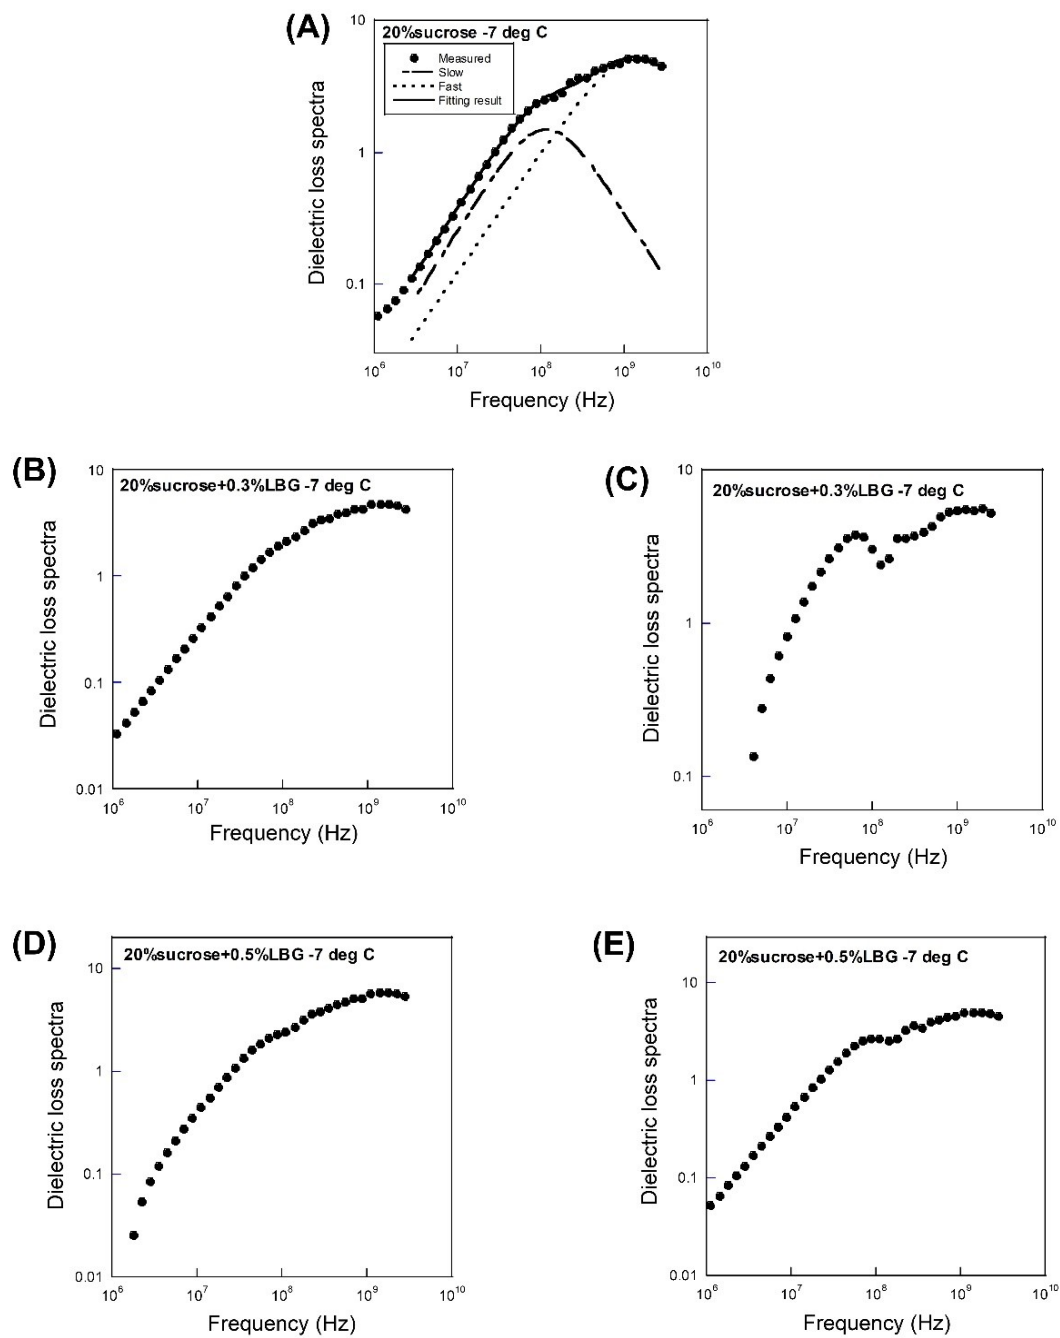 (A)
20%sucrose -7 deg C
Measured
Slow
Fast
Fitting result
10
1
0.1
Dielectric loss spectra
10⁶ 10⁷ 10⁸ 10⁹ 10¹⁰
Frequency (Hz)
(B)
20%sucrose+0.3%LBG -7 deg C
10
1
0.1
0.01
Dielectric loss spectra
10⁶ 10⁷ 10⁸ 10⁹ 10¹⁰
Frequency (Hz)
(C)
20%sucrose+0.3%LBG -7 deg C
10
1
0.1
Dielectric loss spectra
10⁶ 10⁷ 10⁸ 10⁹ 10¹⁰
Frequency (Hz)
(D)
20%sucrose+0.5%LBG -7 deg C
10
1
0.1
0.01
Dielectric loss spectra
10⁶ 10⁷ 10⁸ 10⁹ 10¹⁰
Frequency (Hz)
(E)
20%sucrose+0.5%LBG -7 deg C
10
1
0.1
0.01
Dielectric loss spectra
10⁶ 10⁷ 10⁸ 10⁹ 10¹⁰
Frequency (Hz)